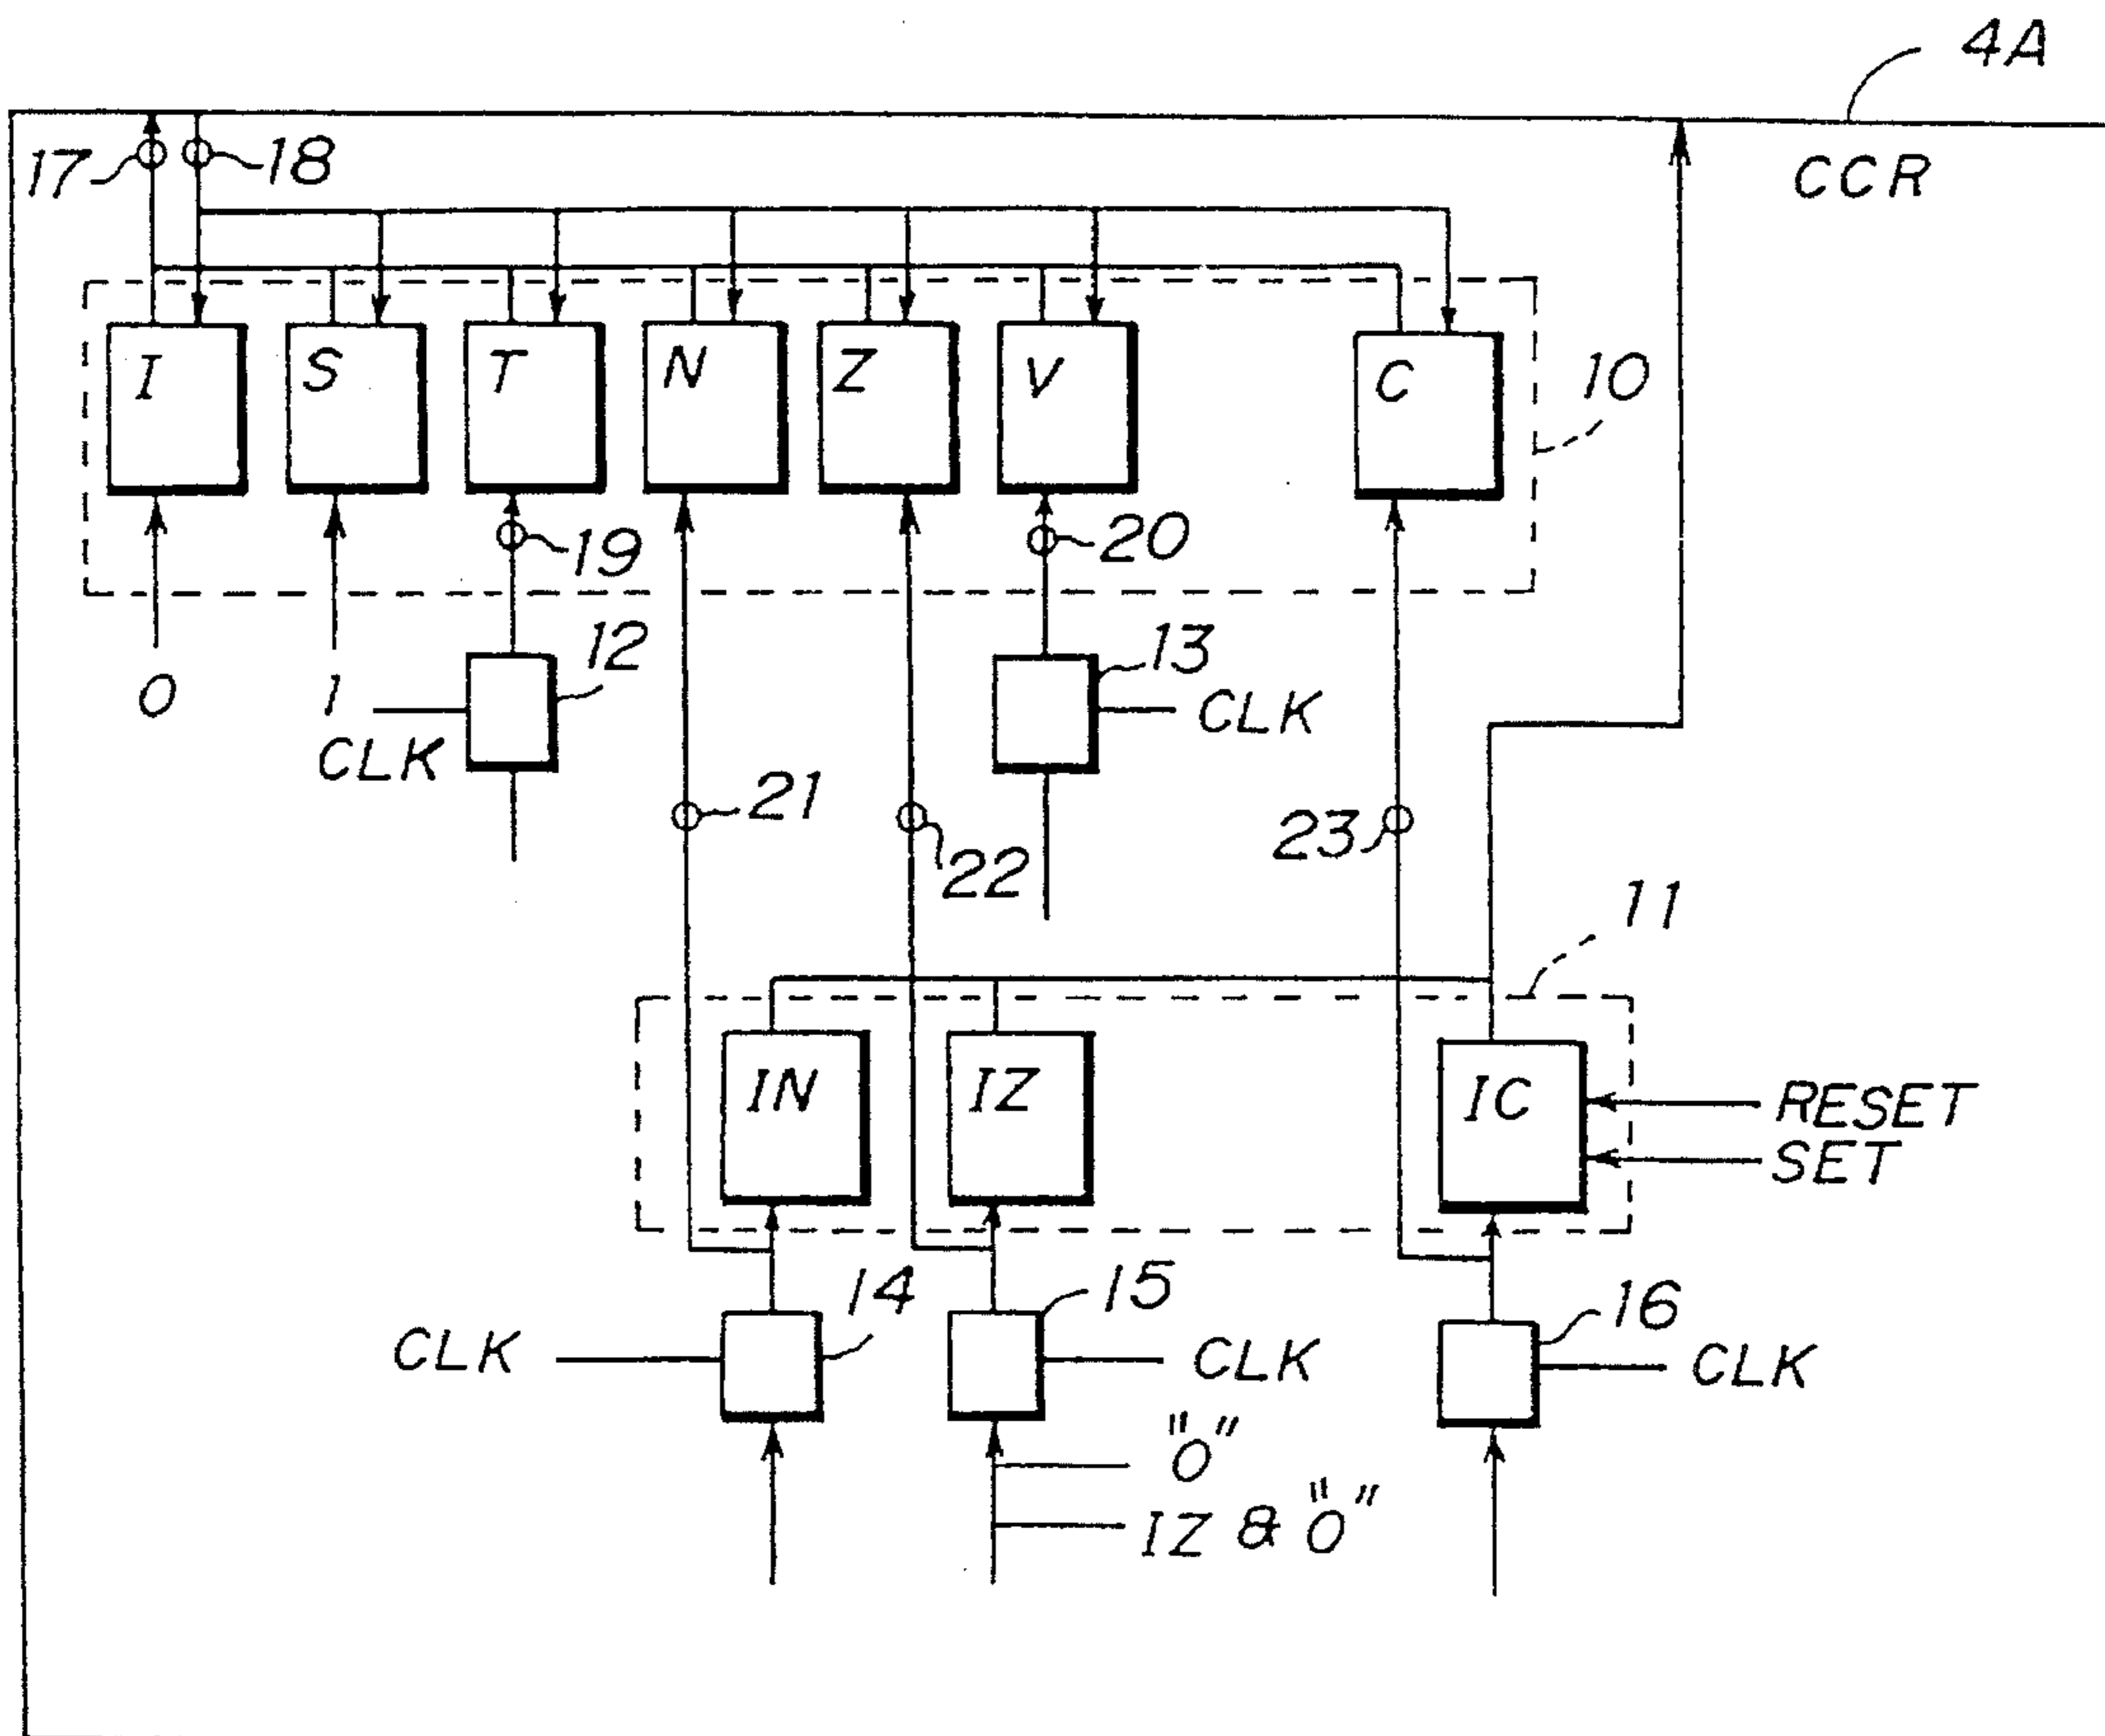 4A
17
18
CCR
I
S
T
N
Z
V
C
10
19
20
0
1
12
CLK
13
CLK
21
22
23
11
IN
IZ
IC
RESET
SET
14
CLK
15
CLK
16
CLK
"0"
IZ & "0"